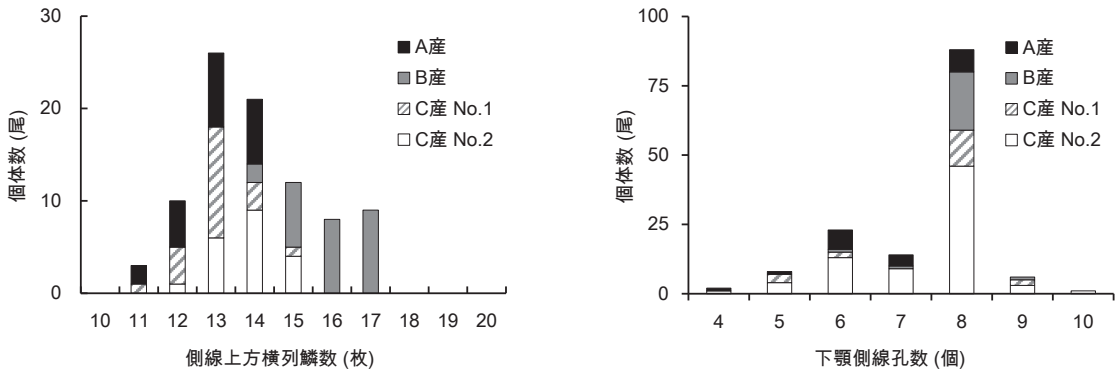 30
20
10
0
10 11 12 13 14 15 16 17 18 19 20
個体数 (尾)
側線上方横列鱗数 (枚)
A産
B産
C産 No.1
C産 No.2
100
75
50
25
0
4 5 6 7 8 9 10
個体数 (尾)
下顎側線孔数 (個)
A産
B産
C産 No.1
C産 No.2